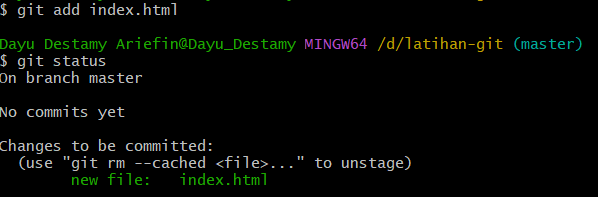 $ git add index.html
Dayu Destamy Ariefin@Dayu_Destamy MINGW64 /d/latihan-git (master)
$ git status
On branch master
No commits yet
Changes to be committed:
(use "git rm --cached <file>..." to unstage)
new file: index.html